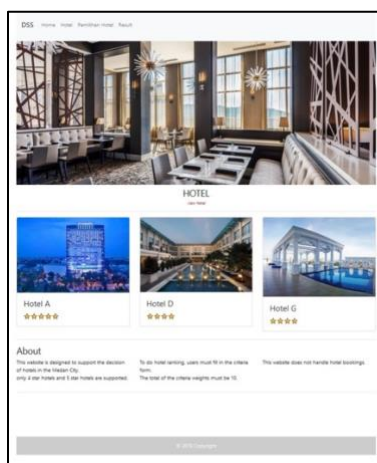 DSS Home Hotel Pemilihan Hotel Result
HOTEL
Hotel A
Hotel D
Hotel G
About
This website is designed to support the decision
of hotels in the Medan City.
only 4 star hotels and 5 star hotels are supported.
To do hotel ranking, users must fill in the criteria
form.
The total of the criteria weights must be 10.
This website does not handle hotel bookings.
© 2019 Copyright